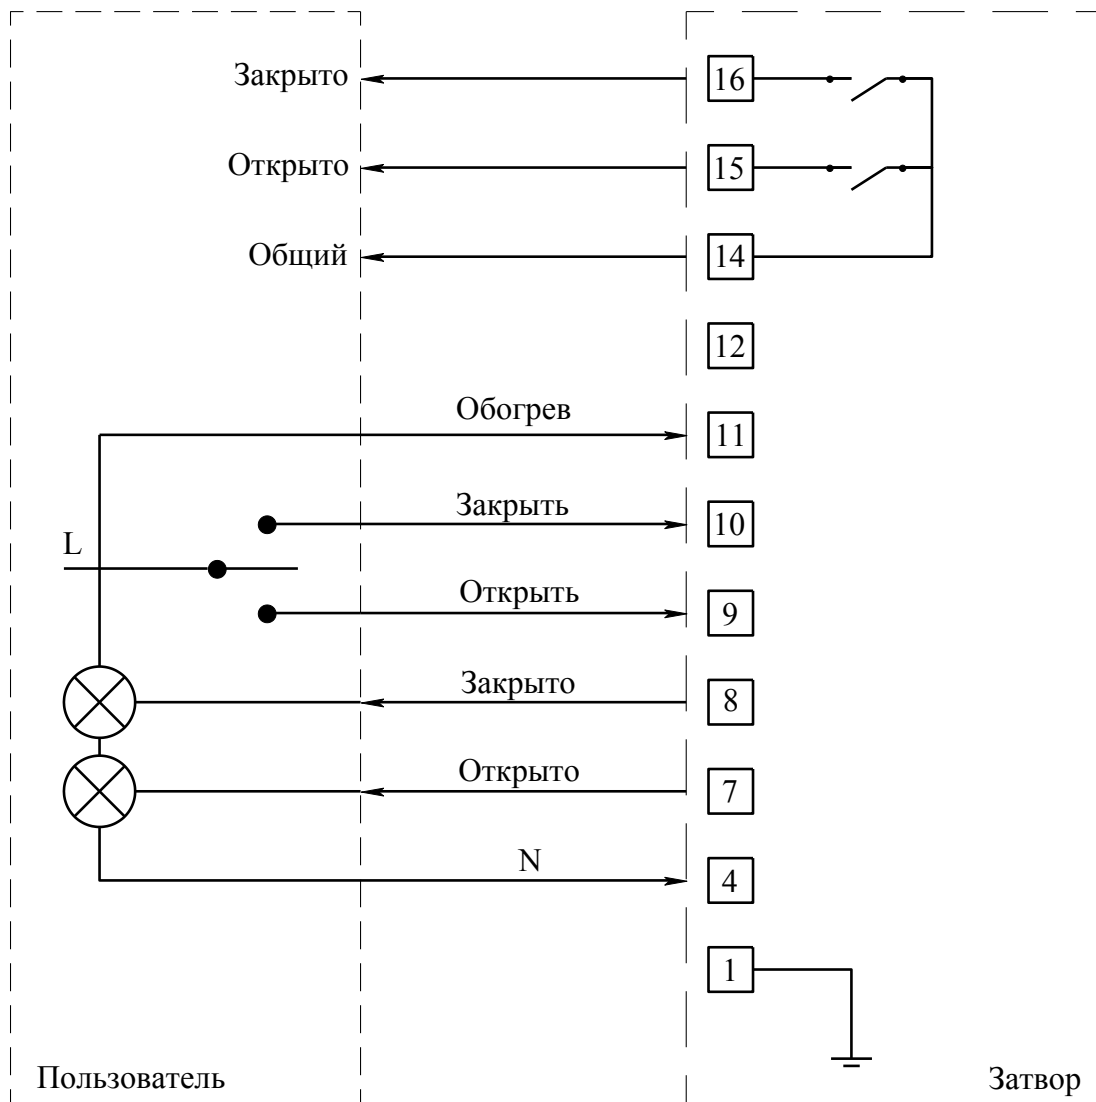 Закрыто 16
Открыто 15
Общий 14
12
Обогрев 11
Закрыть 10
L
Открыть 9
Закрыто 8
Открыто 7
N 4
1
Пользователь Затвор